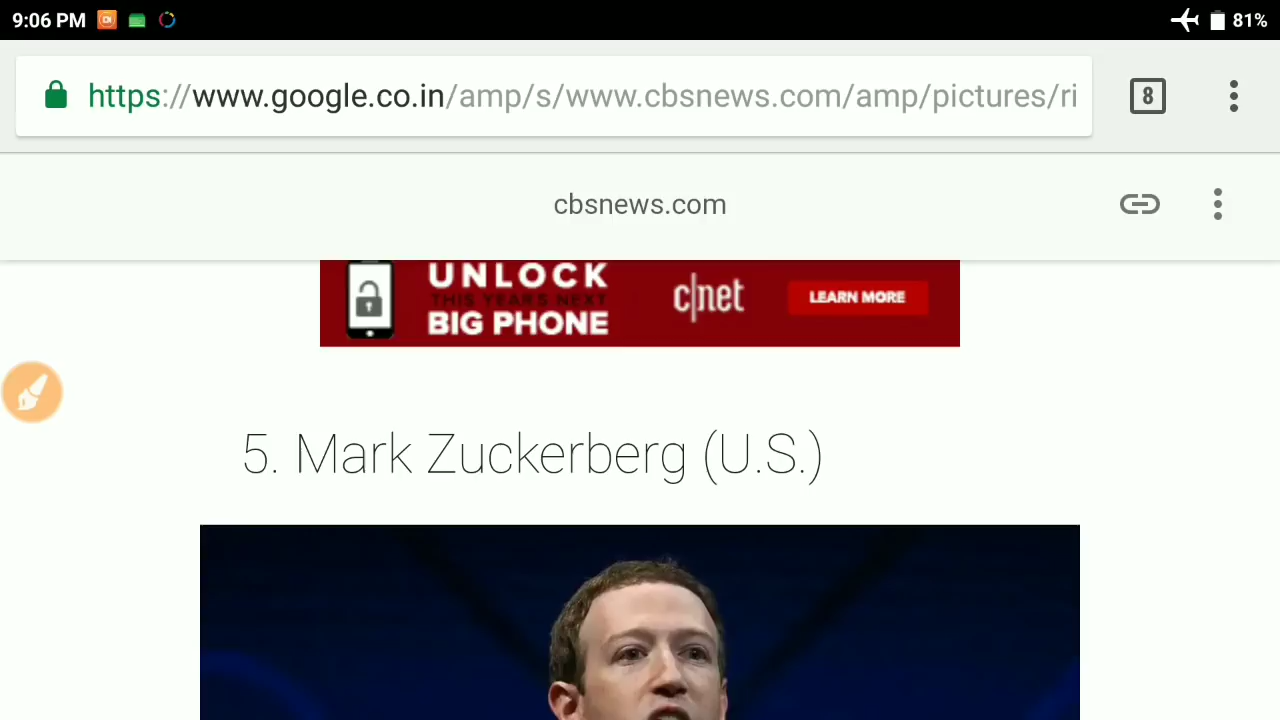 9:06 PM
81%
https://www.google.co.in/amp/s/www.cbsnews.com/amp/pictures/ri
8
cbsnews.com
UNLOCK
THIS YEARS NEXT
BIG PHONE
c|net
LEARN MORE
5. Mark Zuckerberg (U.S.)